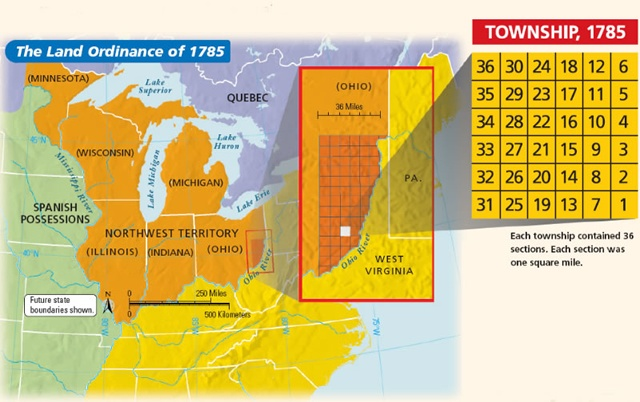 The Land Ordinance of 1785
(MINNESOTA)
Lake
Superior
QUEBEC
45°N
(WISCONSIN)
Lake
Huron
Lake Michigan
(MICHIGAN)
Mississippi River
Lake Erie
SPANISH
POSSESSIONS
NORTHWEST TERRITORY
(ILLINOIS)
(INDIANA)
(OHIO)
40°N
Ohio River
Future state
boundaries shown.
N
0
250 Miles
0
500 Kilometers
90°W
85°W
80°W
75°W
(OHIO)
36 Miles
PA.
Ohio River
WEST
VIRGINIA
TOWNSHIP, 1785
36 30 24 18 12 6
35 29 23 17 11 5
34 28 22 16 10 4
33 27 21 15 9 3
32 26 20 14 8 2
31 25 19 13 7 1
Each township contained 36
sections. Each section was
one square mile.